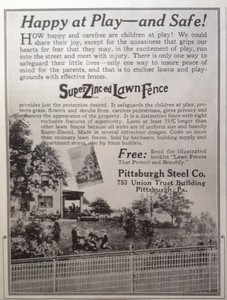 Happy at Play—and Safe!
HOW happy and carefree are children at play! We could
share their joy, except for the uneasiness that grips our
hearts for fear that they may, in the excitement of play, run
into the street and meet with injury. There is only one way to
safeguard their little lives—only one way to insure peace of
mind for the parents, and that is to enclose lawns and play-
grounds with effective fences.
Super-Zinced Lawn Fence
provides just the protection desired. It safeguards the children at play, pro-
tects grass, flowers and shrubs from careless pedestrians, gives privacy and
enhances the appearance of the property. It is a distinctive fence with eight
exclusive features of superiority. Lasts at least 75% longer than
other lawn fences because all units are of uniform size and heavily
Super-Zinced. Made in several attractive designs. Costs no more
than ordinary lawn fences. Sold by hardware, building supply and
department stores, also by fence builders.
Free: Send for illustrated
booklet "Lawn Fences
That Protect and Beautify."
Pittsburgh Steel Co.
753 Union Trust Building
Pittsburgh, Pa.